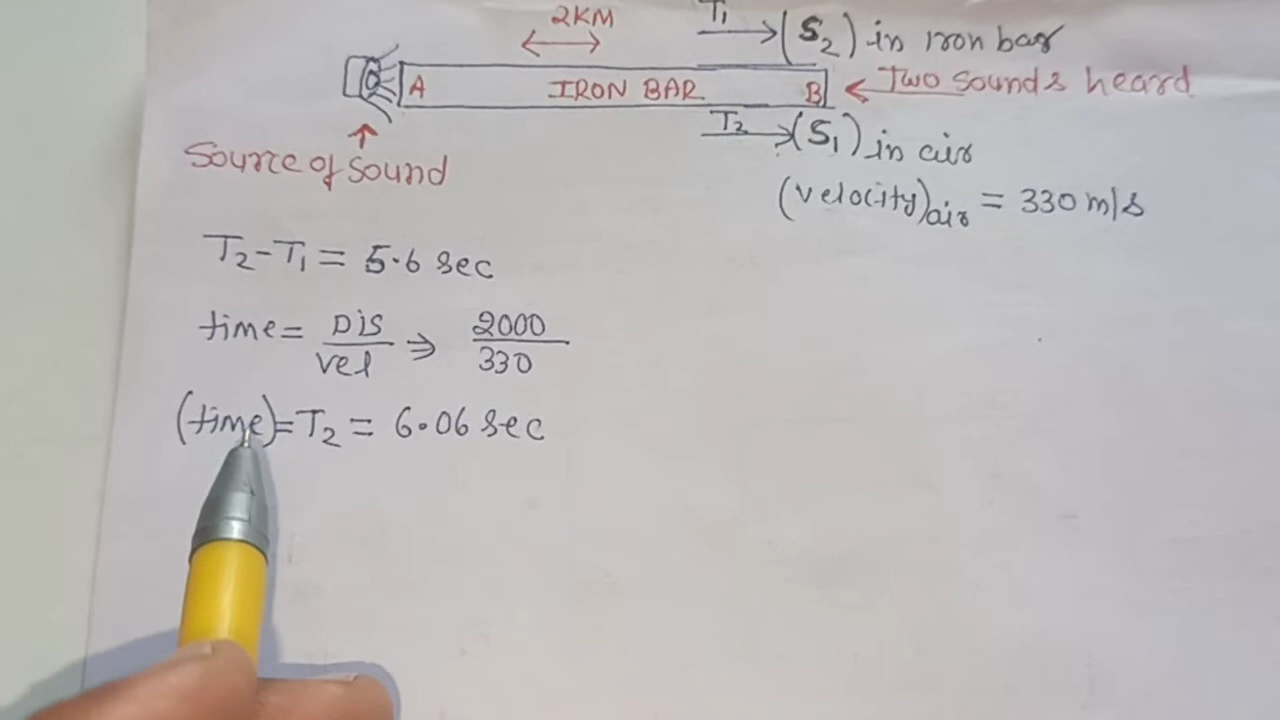 2KM
T₁ → (S₂) in iron bar
A IRON BAR B ← Two sounds heard
T₂ → (S₁) in air
Source of Sound
(velocity)air = 330 m/s
T₂-T₁ = 5.6 sec
time = Dis/vel ⇒ 2000/330
(time) = T₂ = 6.06 sec